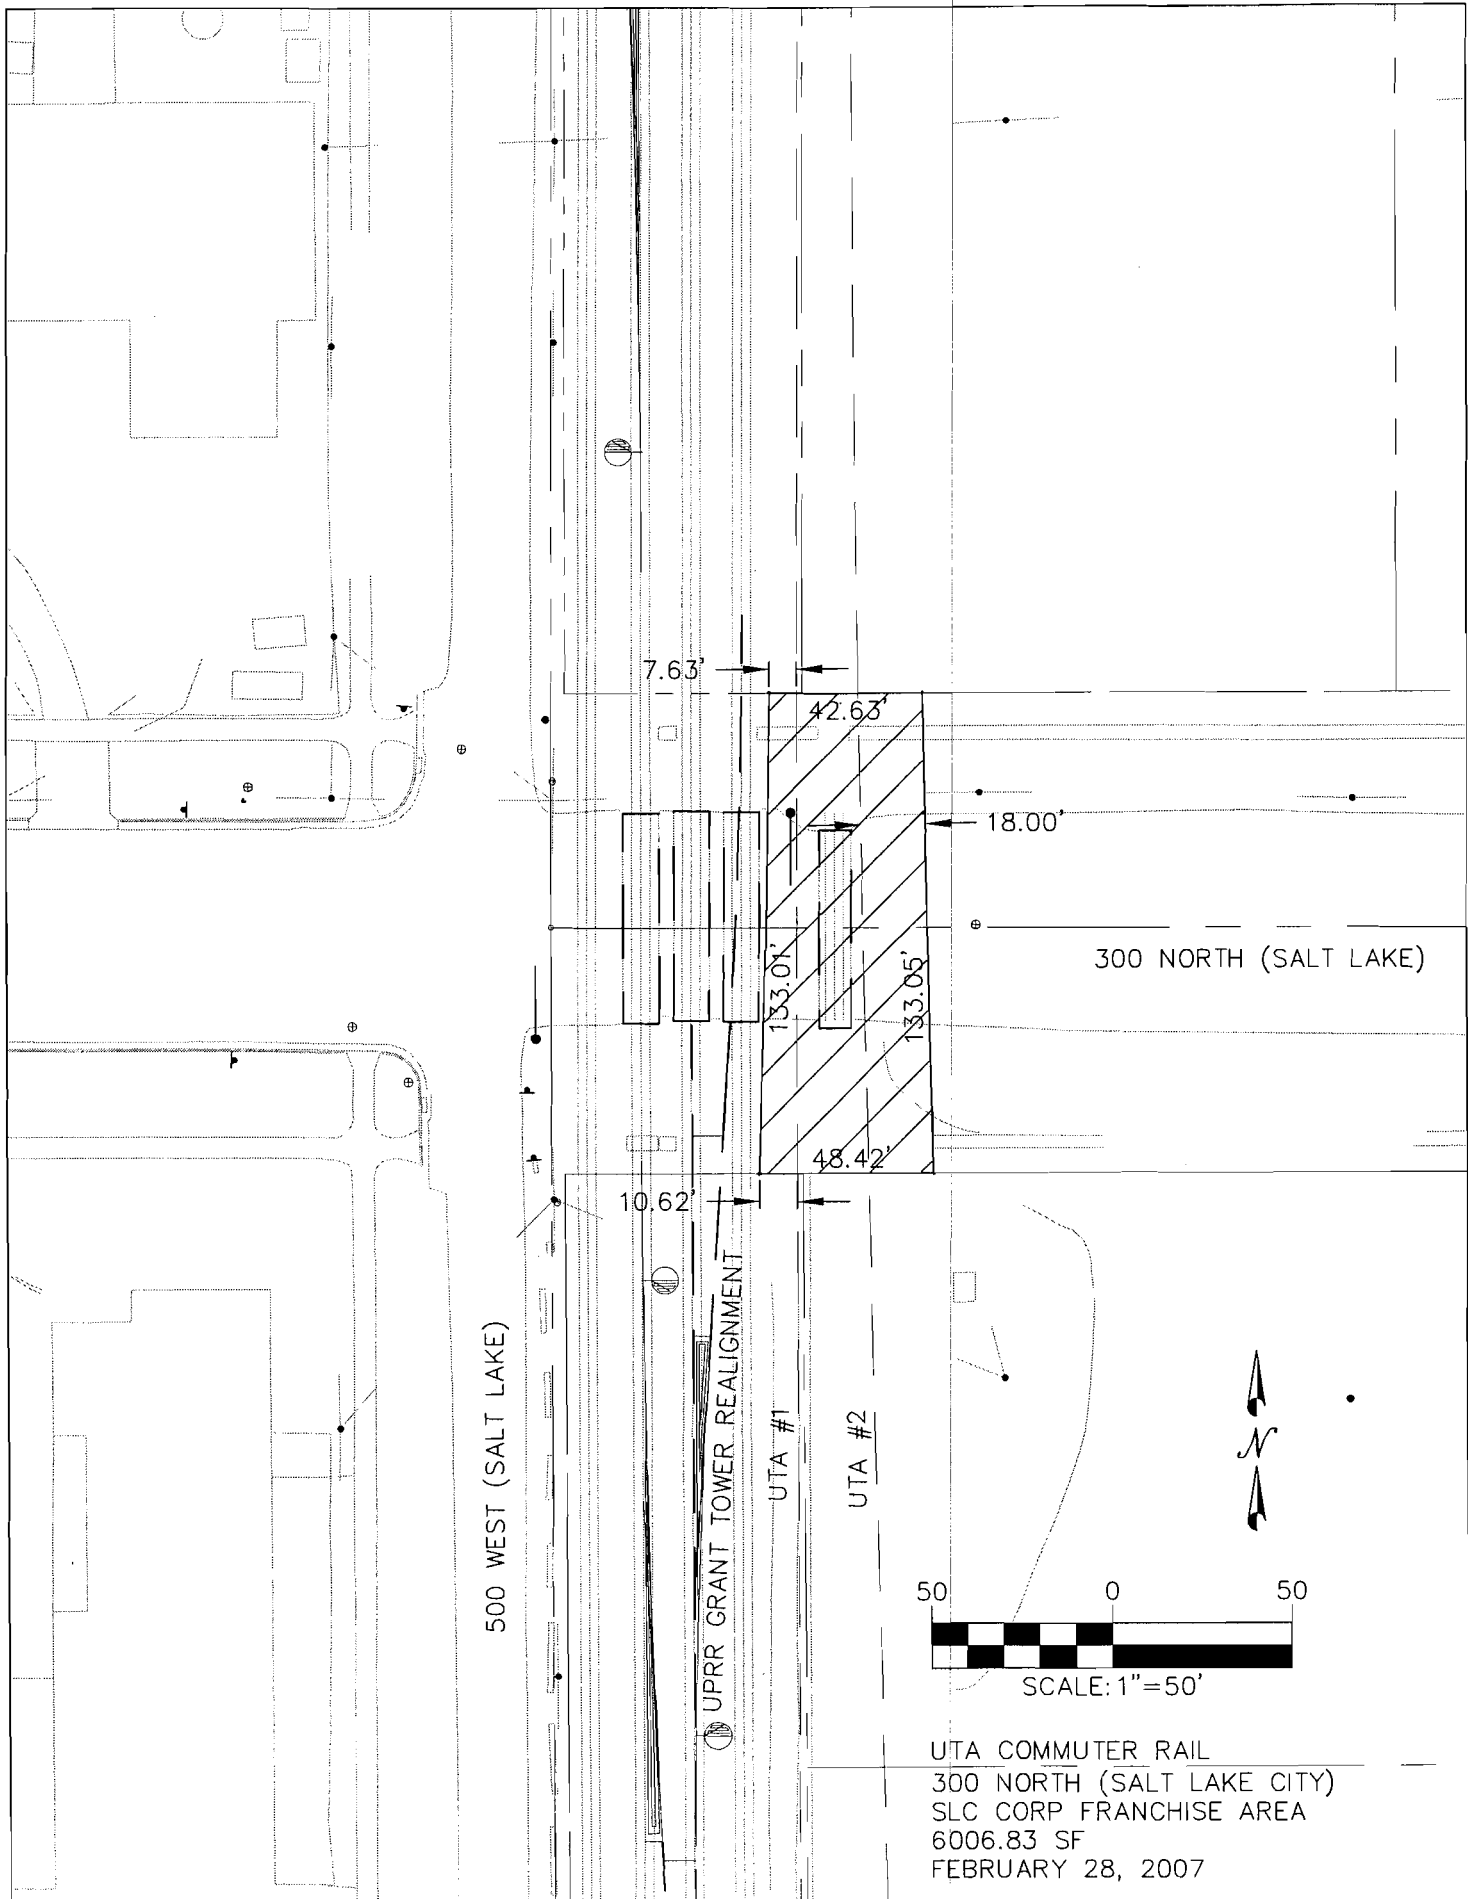 7.63'
42.63'
18.00'
300 NORTH (SALT LAKE)
133.01'
133.05'
48.42'
10.62'
500 WEST (SALT LAKE)
UPRR GRANT TOWER REALIGNMENT
UTA #1
UTA #2
N
50 0 50
SCALE: 1"=50'
UTA COMMUTER RAIL
300 NORTH (SALT LAKE CITY)
SLC CORP FRANCHISE AREA
6006.83 SF
FEBRUARY 28, 2007